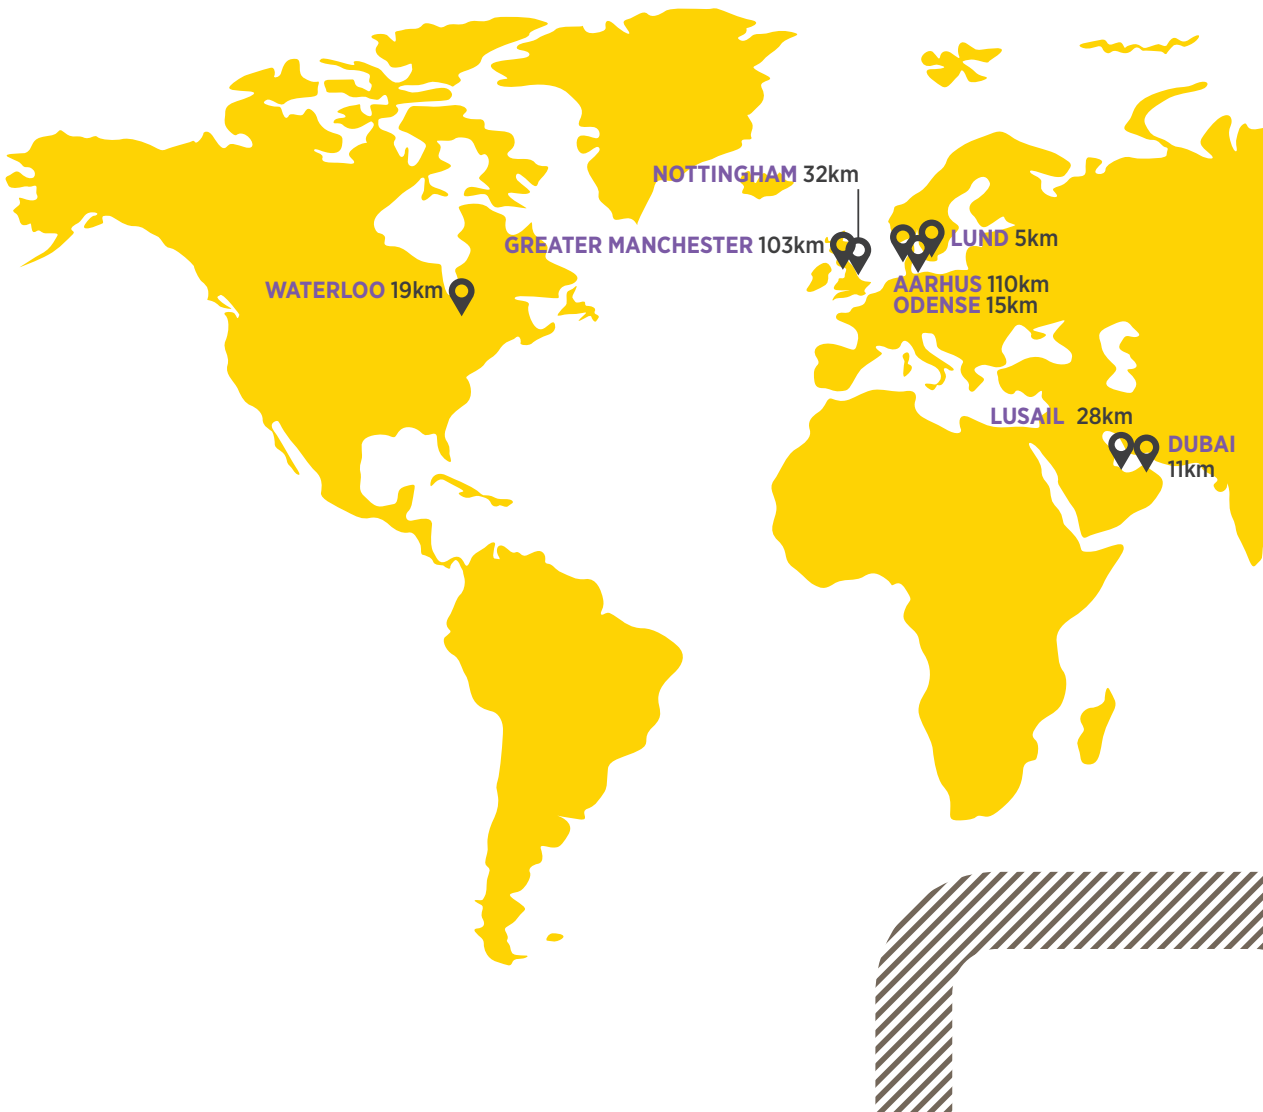 NOTTINGHAM 32km
GREATER MANCHESTER 103km
LUND 5km
WATERLOO 19km
AARHUS 110km
ODENSE 15km
LUSAIL 28km
DUBAI
11km